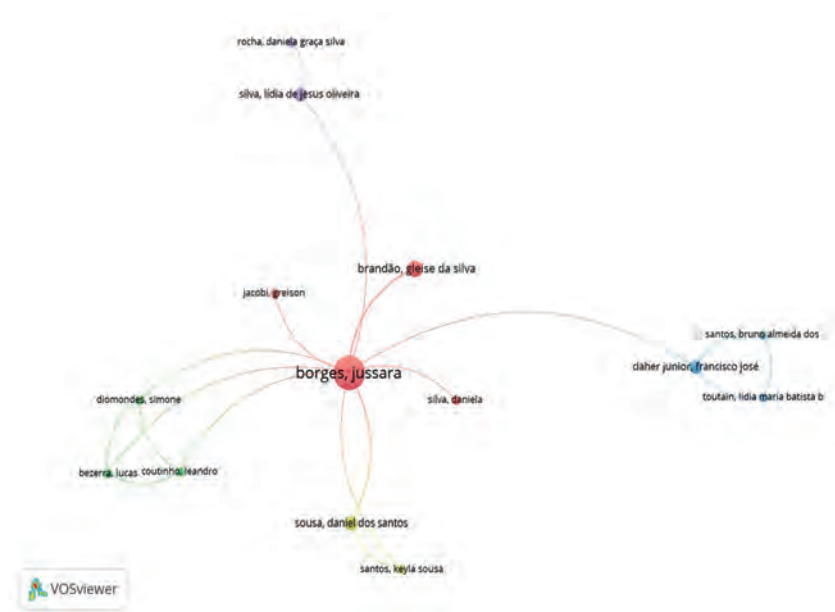 rocha, daniela graça silva
silva, lídia de jesus oliveira
brandão, gleise da silva
jacobi, greison
santos, bruno almeida dos
daher junior, francisco josé
borges, jussara
toutain, lidia maria batista b
diomondes, simone
silva, daniela
bezerra, lucas
coutinho, leandro
sousa, daniel dos santos
santos, keyla sousa
VOSviewer